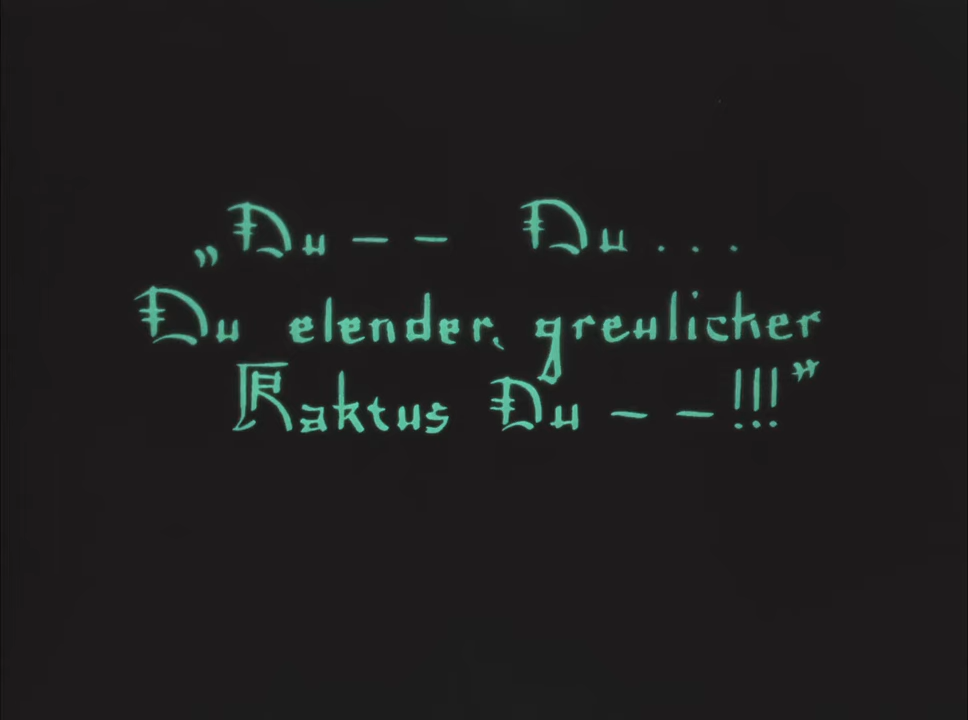 „Du – – Du . . .
Du elender, greulicher
Kaktus Du – – !!!”